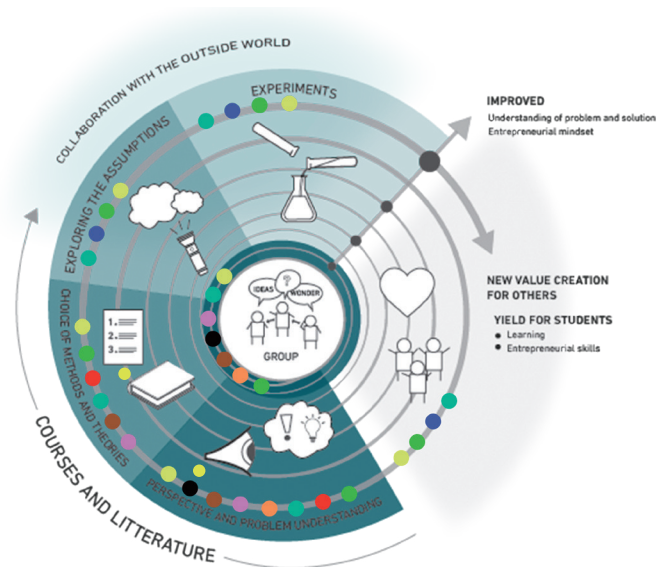 COLLABORATION WITH THE OUTSIDE WORLD
EXPERIMENTS
IMPROVED
Understanding of problem and solution
Entrepreneurial mindset
EXPLORING THE ASSUMPTIONS
NEW VALUE CREATION
FOR OTHERS
YIELD FOR STUDENTS
Learning
Entrepreneurial skills
IDEAS
?
WONDER
GROUP
CHOICE OF METHODS AND THEORIES
1.
2.
3.
!
PERSPECTIVE AND PROBLEM UNDERSTANDING
COURSES AND LITTERATURE